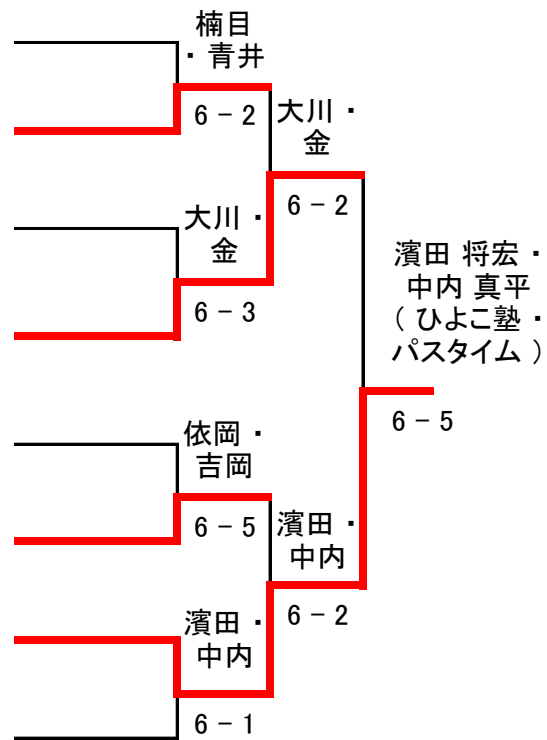 楠目
・青井
6－2
大川・
金
6－2
大川・
金
6－3
濱田 将宏・
中内 真平
（ひよこ塾・
パスタイム）
6－5
依岡・
吉岡
6－5
濱田・
中内
6－2
濱田・
中内
6－1